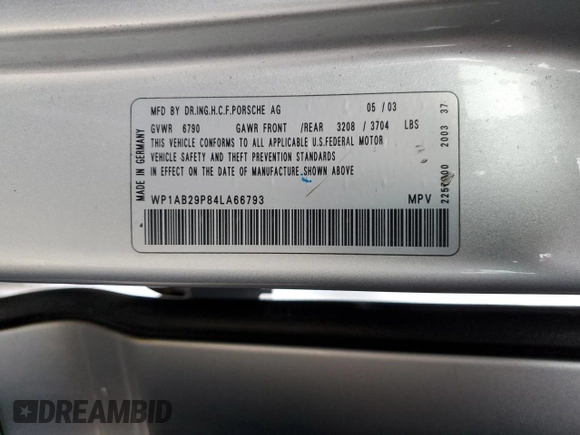 MFD BY DR.ING.H.C.F.PORSCHE AG 05 / 03
GVWR 6790 GAWR FRONT /REAR 3208 / 3704 LBS
THIS VEHICLE CONFORMS TO ALL APPLICABLE U.S.FEDERAL MOTOR
VEHICLE SAFETY AND THEFT PREVENTION STANDARDS
IN EFFECT ON THE DATE OF MANUFACTURE.SHOWN ABOVE
WP1AB29P84LA66793 MPV
MADE IN GERMANY
2003 37
DREAMBID